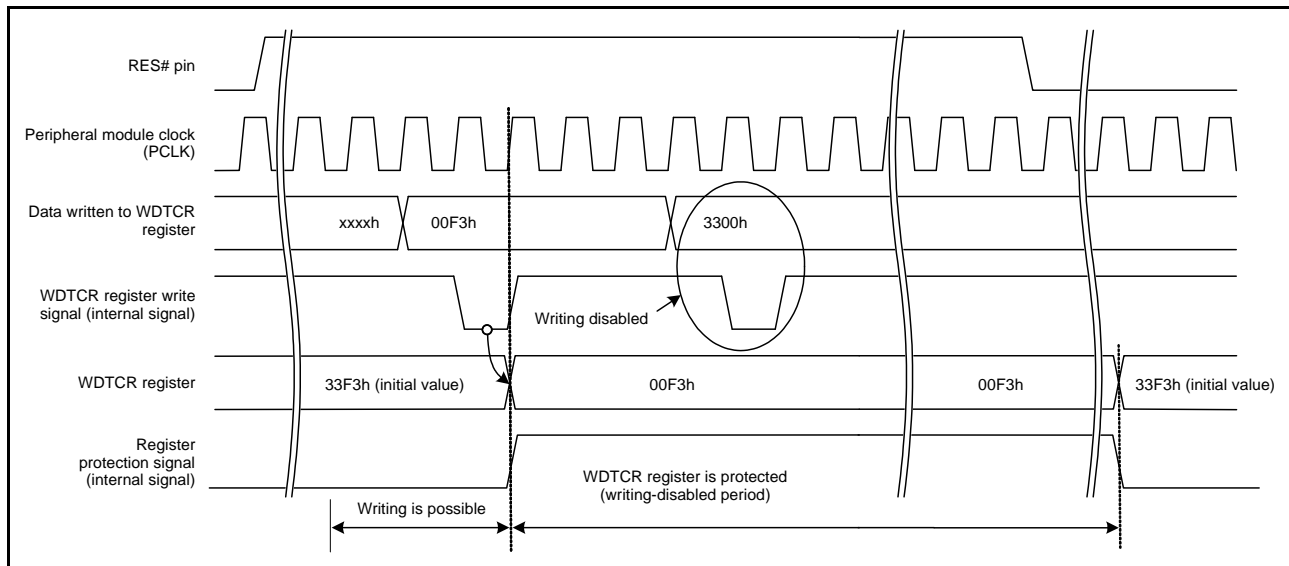 RES# pin
Peripheral module clock
(PCLK)
Data written to WDTCR
register
xxxxh
00F3h
3300h
WDTCR register write
signal (internal signal)
Writing disabled
WDTCR register
33F3h (initial value)
00F3h
00F3h
33F3h (initial value)
Register
protection signal
(internal signal)
WDTCR register is protected
(writing-disabled period)
Writing is possible